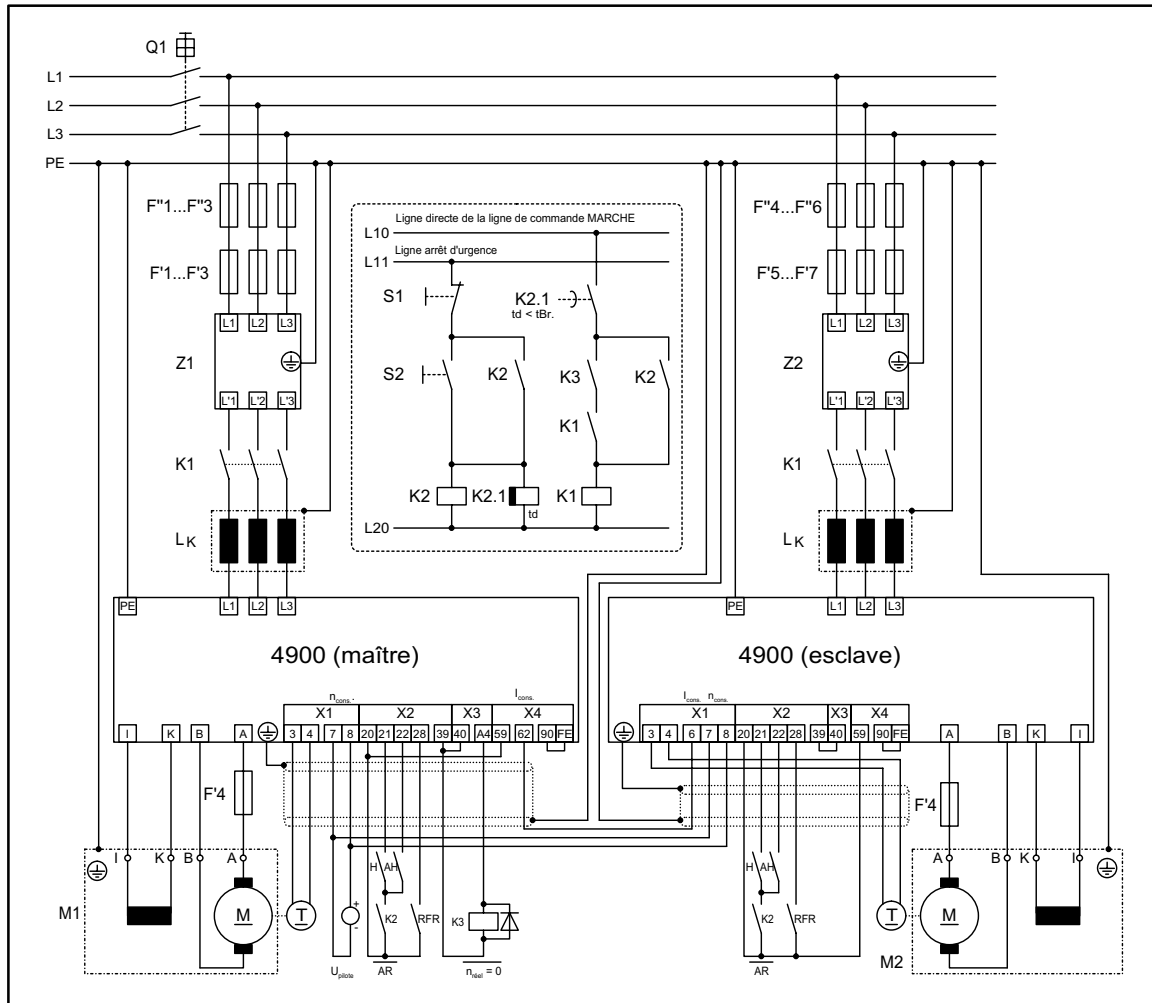 Q1
L1
L2
L3
PE
F"1...F"3
F"4...F"6
Ligne directe de la ligne de commande MARCHE
L10
Ligne arrêt d'urgence
L11
F'1...F'3
F'5...F'7
S1
K2.1
td < tBr.
L1 L2 L3
L1 L2 L3
Z1
Z2
S2 K2 K3 K2
L'1 L'2 L'3
L'1 L'2 L'3
K1
K1
K1
K2 K2.1 K1
td
L20
LK
LK
PE L1 L2 L3
PE L1 L2 L3
4900 (maître)
4900 (esclave)
ncons. Icons.
Icons. ncons.
X1 X2 X3 X4
X1 X2 X3 X4
I K B A 3 4 7 8 20 21 22 28 39 40 A4 59 62 90 FE
3 4 6 7 8 20 21 22 28 39 40 59 90 FE A B K I
F'4
F'4
I K B A
H AH
H AH
A B K I
M1
M T
+
-
K2 RFR K3
K2 RFR
T M
M2
Upilote
AR
nréel = 0
AR